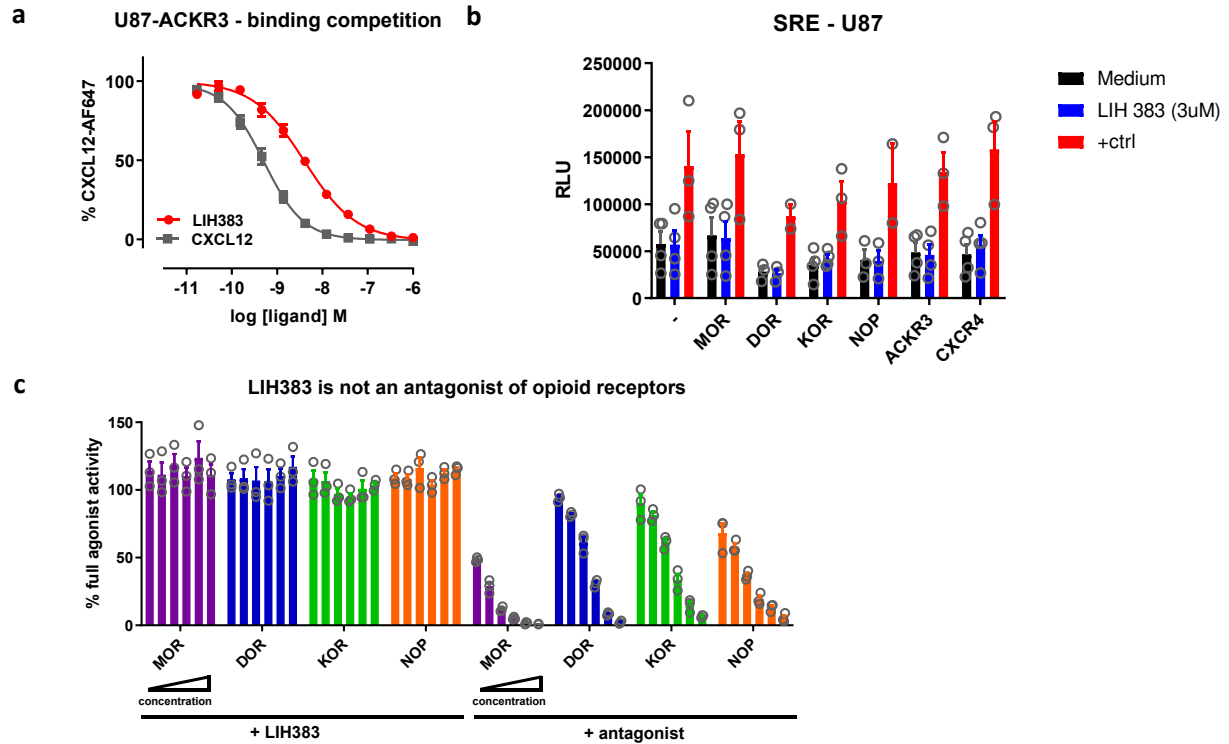 a
U87-ACKR3 - binding competition
% CXCL12-AF647
100
50
0
LIH383
CXCL12
-11 -10 -9 -8 -7 -6
log [ligand] M
b
SRE - U87
RLU
250000
200000
150000
100000
50000
0
- MOR DOR KOR NOP ACKR3 CXCR4
Medium
LIH 383 (3uM)
+ctrl
c
LIH383 is not an antagonist of opioid receptors
% full agonist activity
150
100
50
0
MOR DOR KOR NOP MOR DOR KOR NOP
concentration concentration
+ LIH383 + antagonist